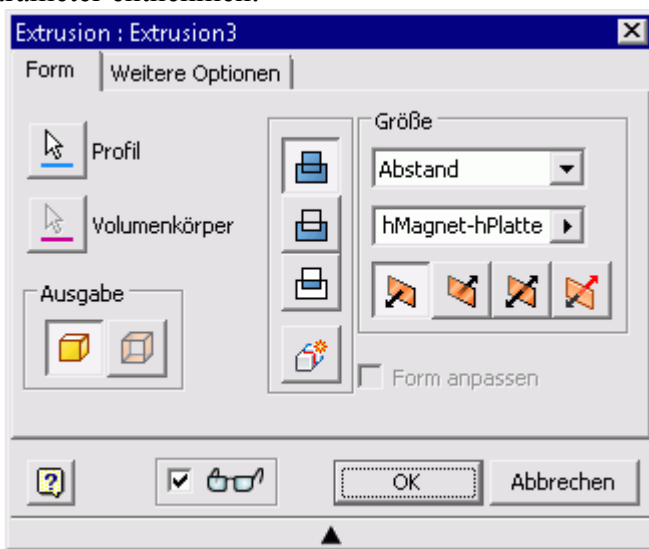 Extrusion : Extrusion3
Form
Weitere Optionen
Profil
Volumenkörper
Ausgabe
Größe
Abstand
hMagnet-hPlatte
Form anpassen
OK
Abbrechen